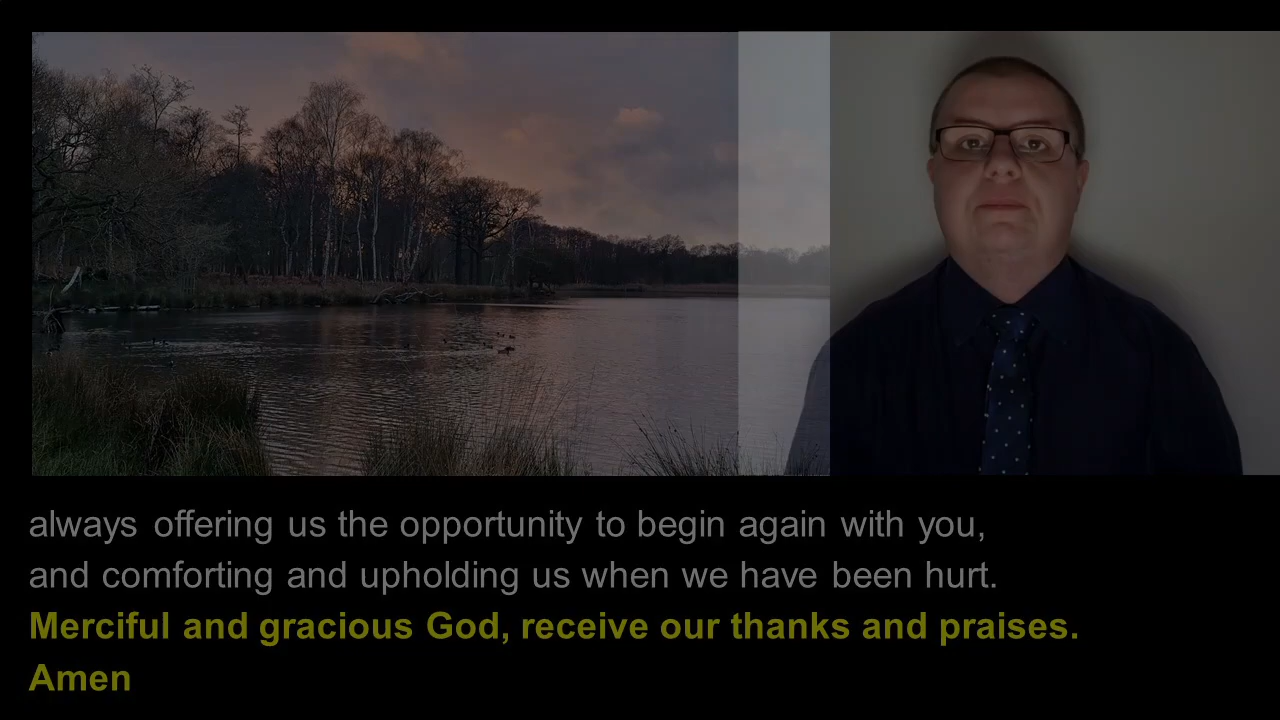 always offering us the opportunity to begin again with you,
and comforting and upholding us when we have been hurt.
Merciful and gracious God, receive our thanks and praises.
Amen